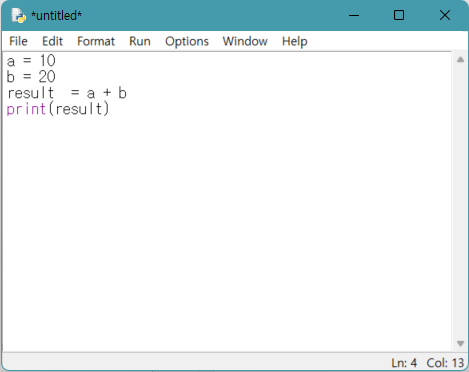 *untitled*
File Edit Format Run Options Window Help
a = 10
b = 20
result  = a + b
print(result)
Ln: 4 Col: 13